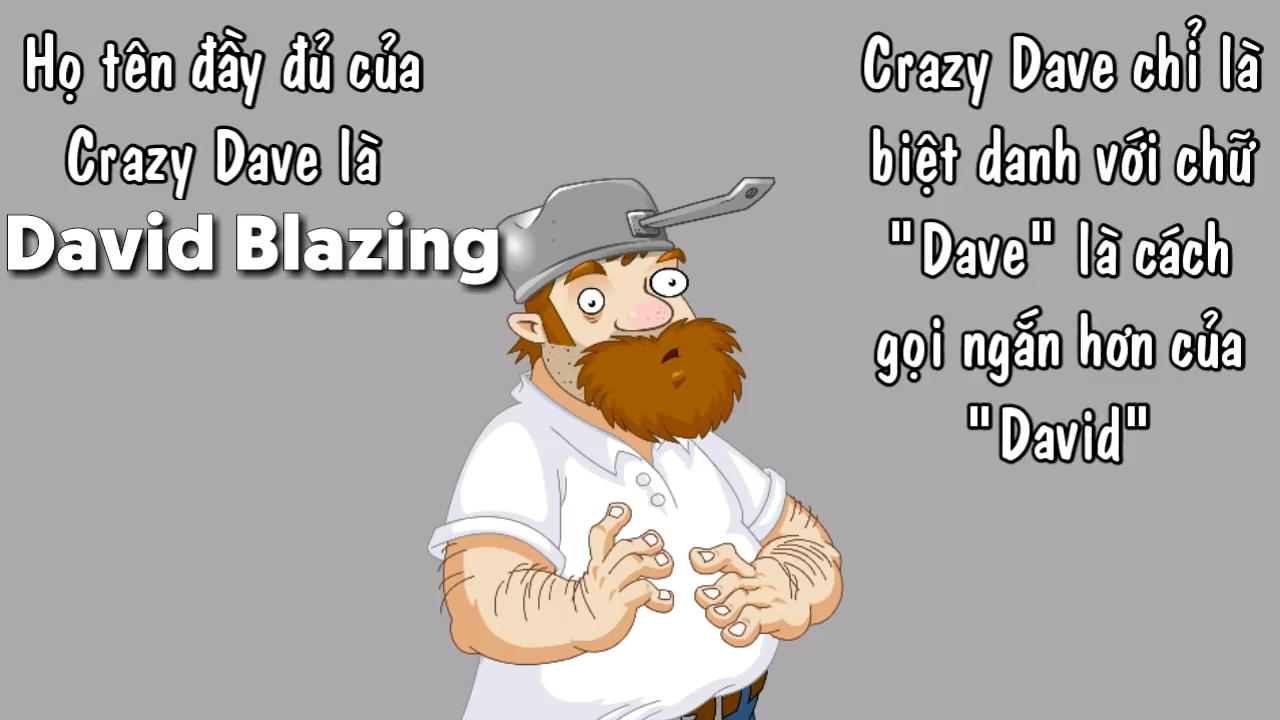 Họ tên đầy đủ của
Crazy Dave là
David Blazing
Crazy Dave chỉ là
biệt danh với chữ
"Dave" là cách
gọi ngắn hơn của
"David"